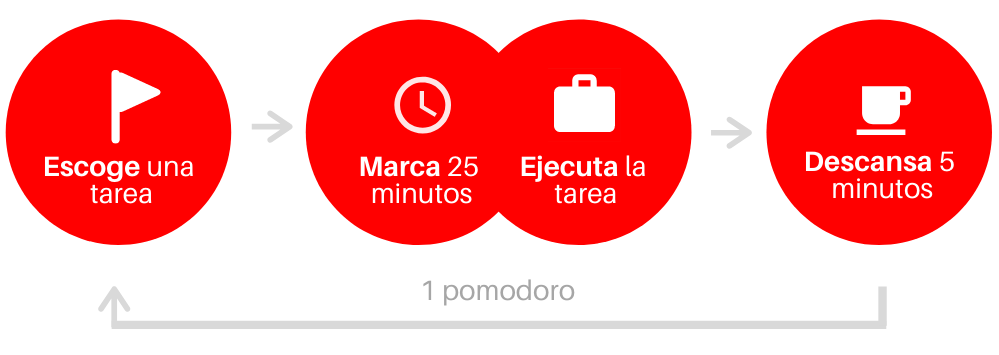 Escoge una
tarea
Marca 25
minutos
Ejecuta la
tarea
Descansa 5
minutos
1 pomodoro